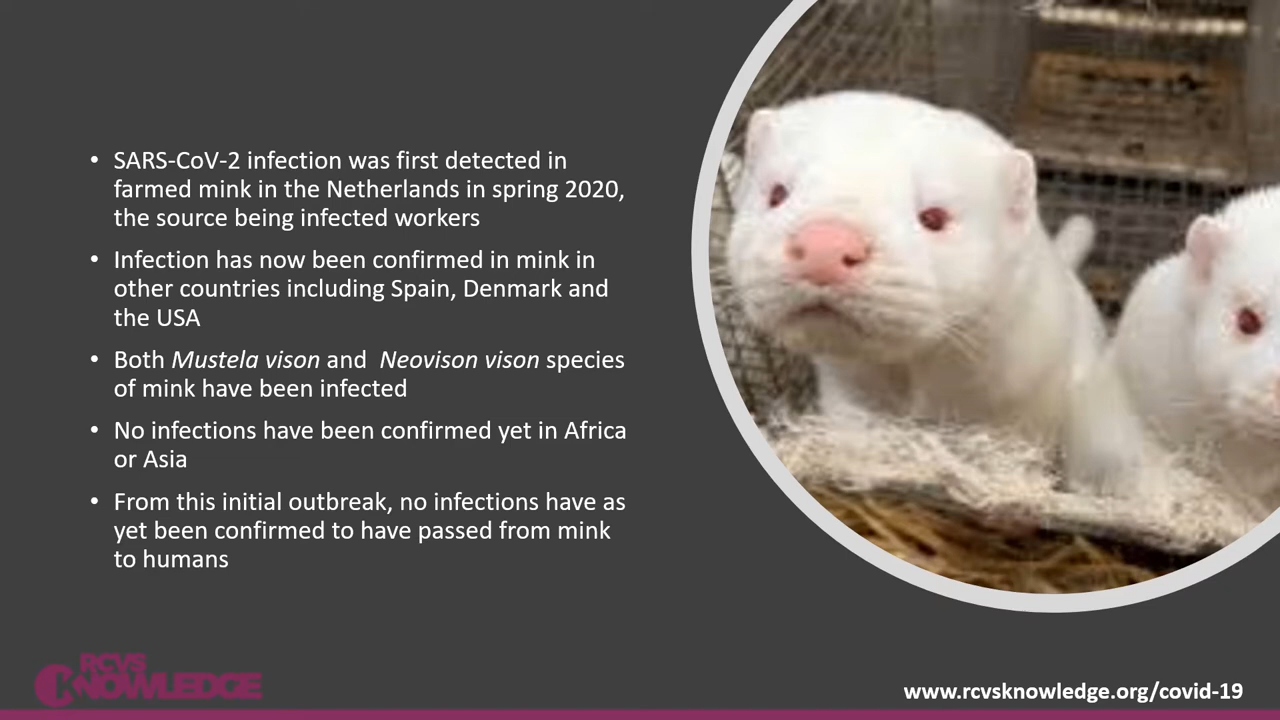 • SARS-CoV-2 infection was first detected in
farmed mink in the Netherlands in spring 2020,
the source being infected workers
• Infection has now been confirmed in mink in
other countries including Spain, Denmark and
the USA
• Both Mustela vison and  Neovison vison species
of mink have been infected
• No infections have been confirmed yet in Africa
or Asia
• From this initial outbreak, no infections have as
yet been confirmed to have passed from mink
to humans
RCVS
KNOWLEDGE
www.rcvsknowledge.org/covid-19